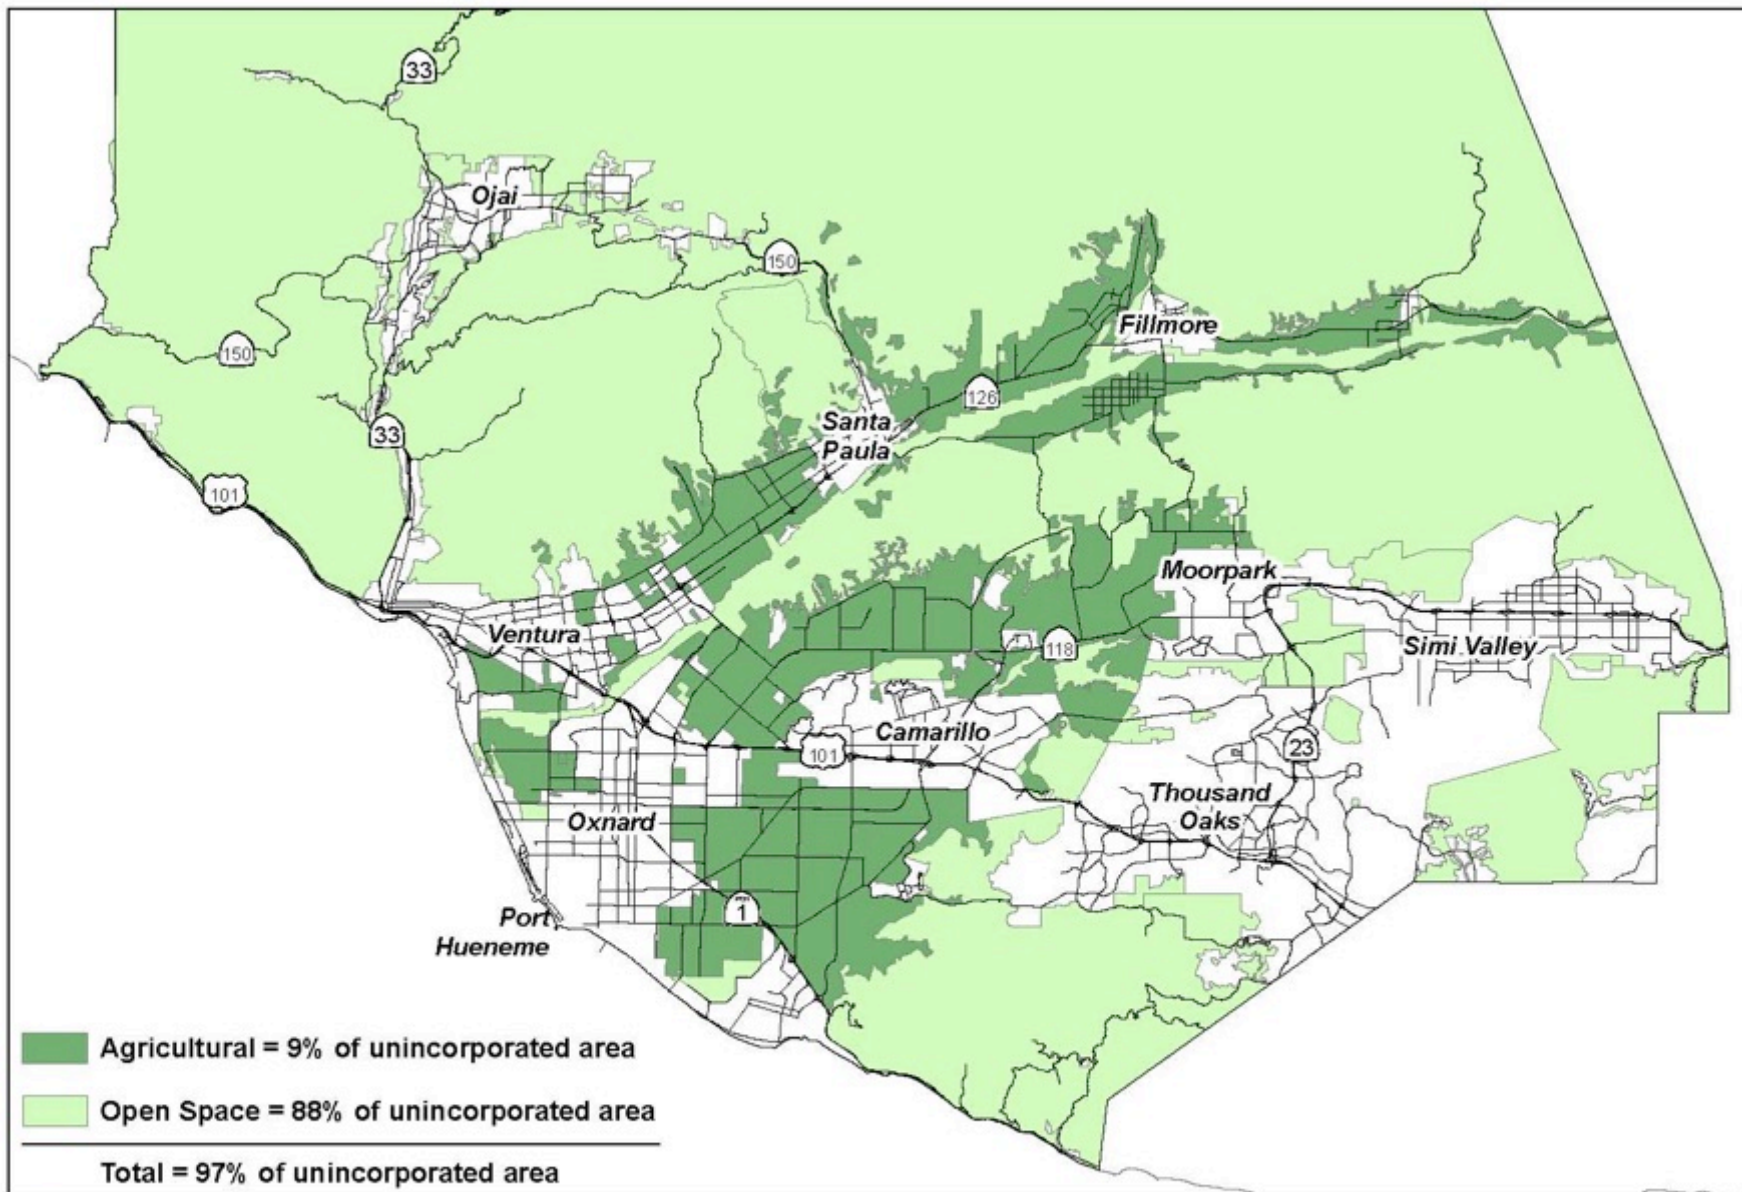 33
Ojai
150
150
Fillmore
126
33
Santa
Paula
101
Moorpark
Ventura
118
Simi Valley
Camarillo
101
23
Thousand
Oaks
Oxnard
1
Port
Hueneme
Agricultural = 9% of unincorporated area
Open Space = 88% of unincorporated area
Total = 97% of unincorporated area